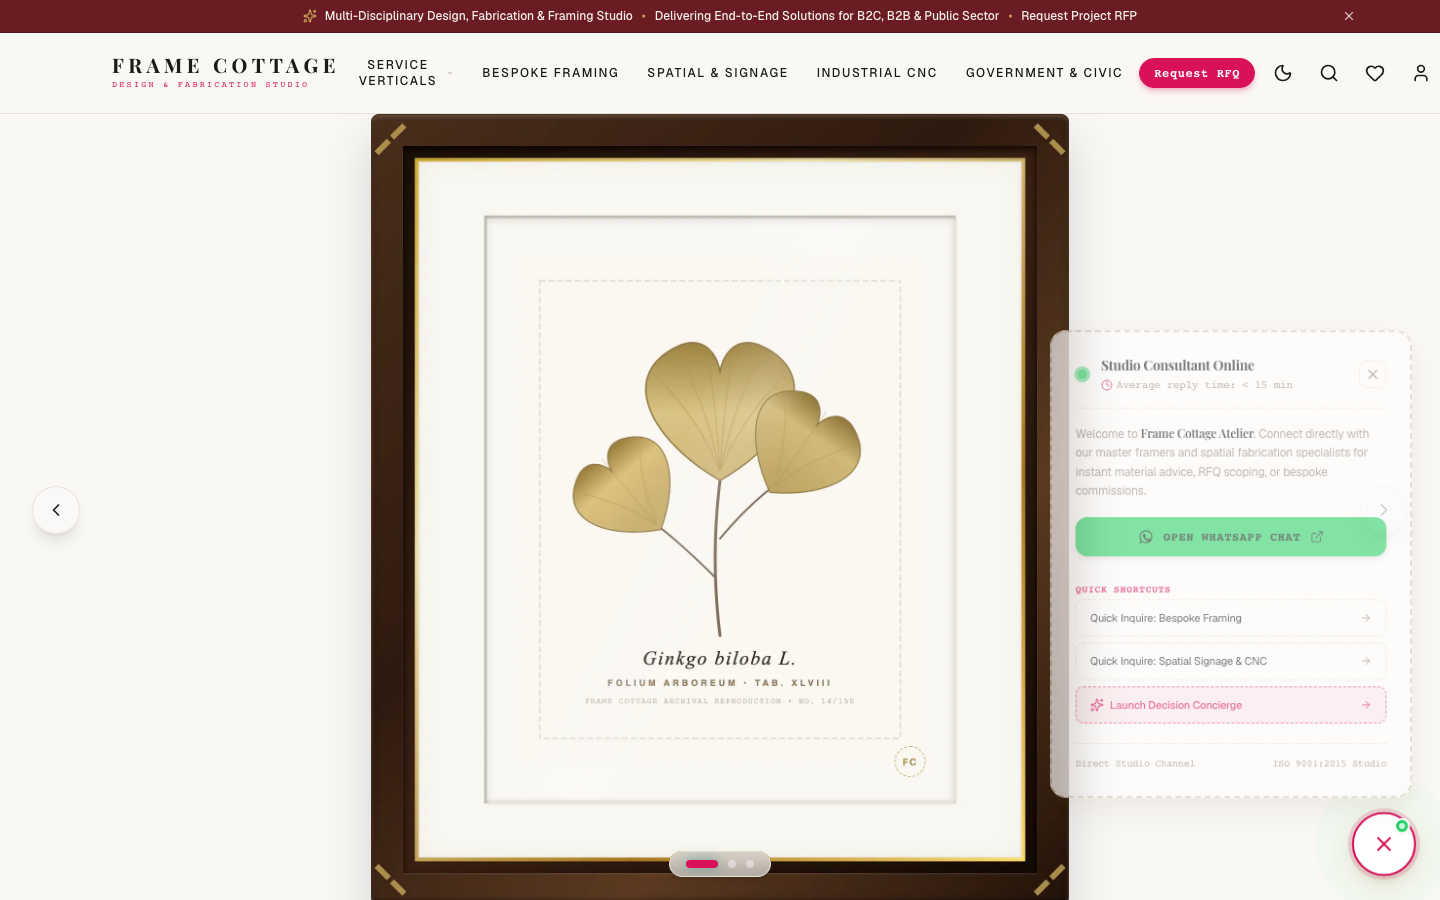 Multi-Disciplinary Design, Fabrication & Framing Studio • Delivering End-to-End Solutions for B2C, B2B & Public Sector • Request Project RFP
FRAME COTTAGE
DESIGN & FABRICATION STUDIO
SERVICE
VERTICALS
BESPOKE FRAMING
SPATIAL & SIGNAGE
INDUSTRIAL CNC
GOVERNMENT & CIVIC
Request RFQ
Ginkgo biloba L.
FOLIUM ARBOREUM • TAB. XLVIII
FRAME COTTAGE ARCHIVAL REPRODUCTION • NO. 14/150
FC
Studio Consultant Online
Average reply time: < 15 min
Welcome to Frame Cottage Atelier. Connect directly with
our master framers and spatial fabrication specialists for
instant material advice, RFQ scoping, or bespoke
commissions.
OPEN WHATSAPP CHAT
QUICK SHORTCUTS
Quick Inquire: Bespoke Framing
Quick Inquire: Spatial Signage & CNC
Launch Decision Concierge
Direct Studio Channel
ISO 9001:2015 Studio